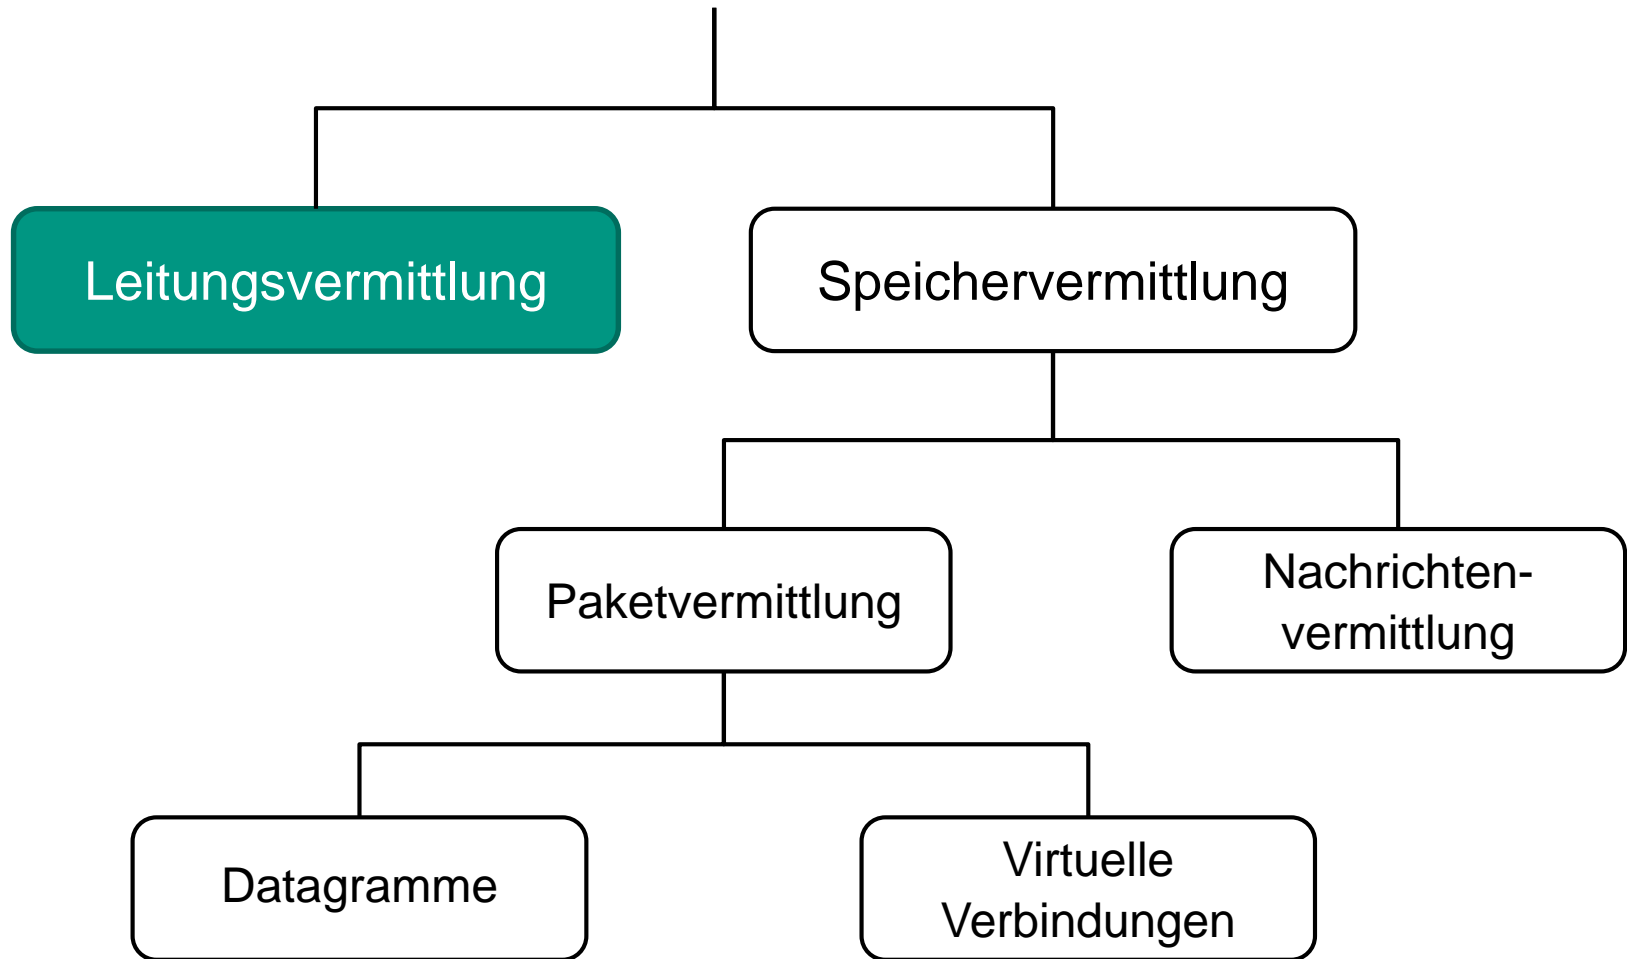 Leitungsvermittlung
Speichervermittlung
Paketvermittlung
Nachrichten-
vermittlung
Datagramme
Virtuelle
Verbindungen